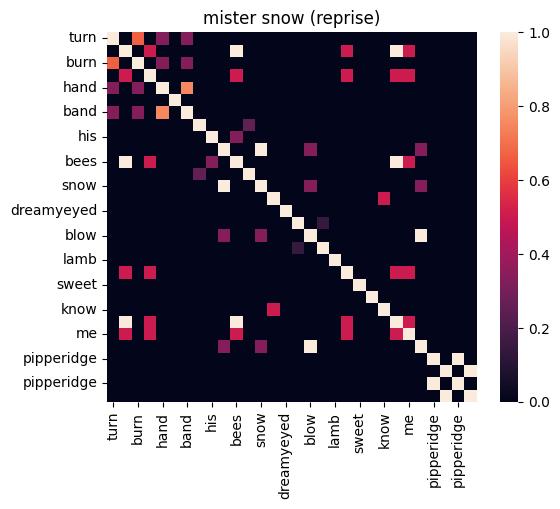 mister snow (reprise)
turn
burn
hand
band
his
bees
snow
dreamyeyed
blow
lamb
sweet
know
me
pipperidge
pipperidge
1.0
0.8
0.6
0.4
0.2
0.0
turn
burn
hand
band
his
bees
snow
dreamyeyed
blow
lamb
sweet
know
me
pipperidge
pipperidge